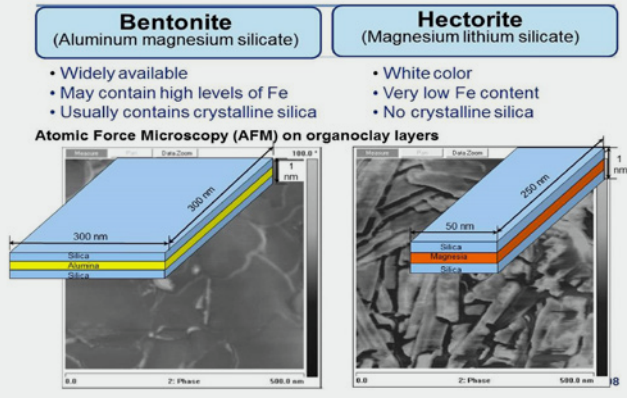 Bentonite
(Aluminum magnesium silicate)
Hectorite
(Magnesium lithium silicate)
• Widely available
• May contain high levels of Fe
• Usually contains crystalline silica
• White color
• Very low Fe content
• No crystalline silica
Atomic Force Microscopy (AFM) on organoclay layers
Measure
Data Zoom
100.0 °
1
nm
300 nm
300 nm
Silica
Alumina
Silica
0.0
2: Phase
500.0 nm
Measure
Data Zoom
1
nm
250 nm
50 nm
Silica
Magnesia
Silica
0.0
2: Phase
500.0 nm